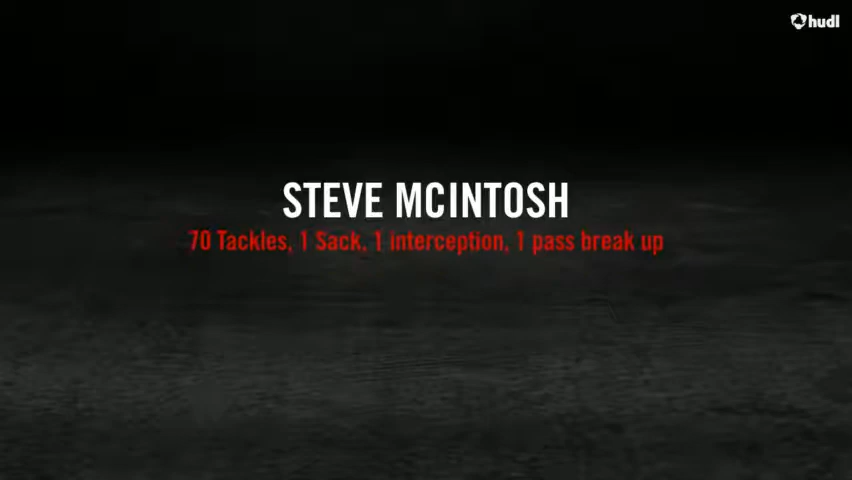 hudl
STEVE MCINTOSH
70 Tackles, 1 Sack, 1 interception, 1 pass break up